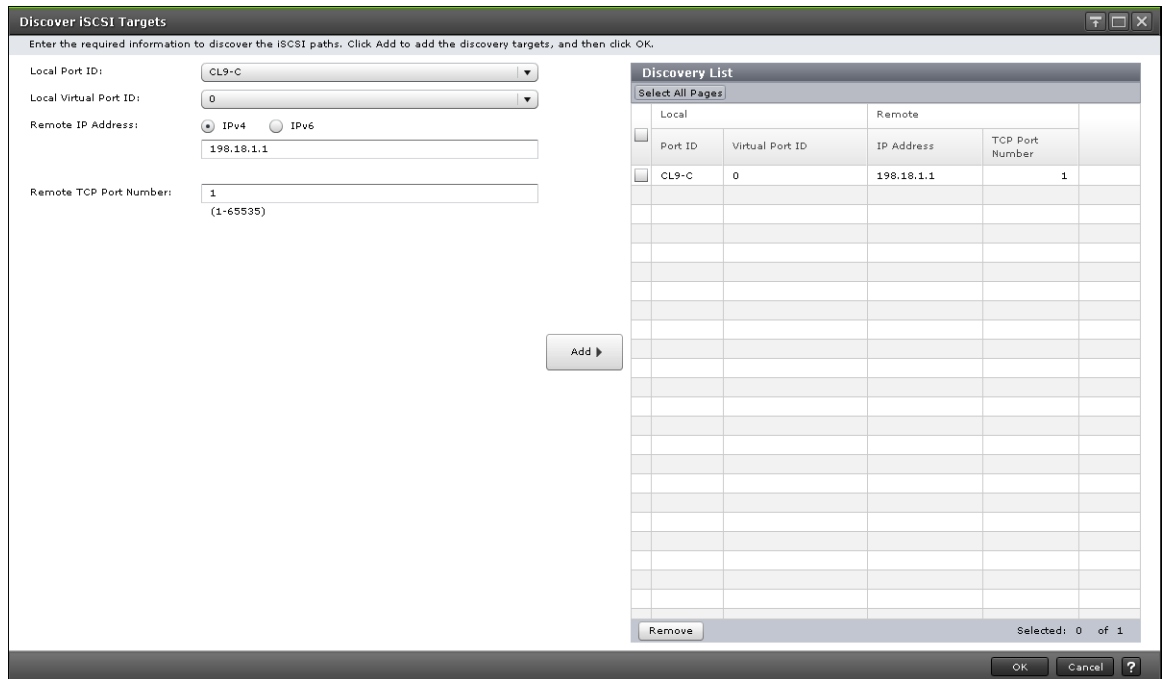 Discover iSCSI Targets
Enter the required information to discover the iSCSI paths. Click Add to add the discovery targets, and then click OK.
Local Port ID:
CL9-C
Local Virtual Port ID:
0
Remote IP Address:
IPv4
IPv6
198.18.1.1
Remote TCP Port Number:
1
(1-65535)
Add
Discovery List
Select All Pages
Local
Remote
Port ID
Virtual Port ID
IP Address
TCP Port
Number
CL9-C
0
198.18.1.1
1
Remove
Selected: 0 of 1
OK
Cancel
?